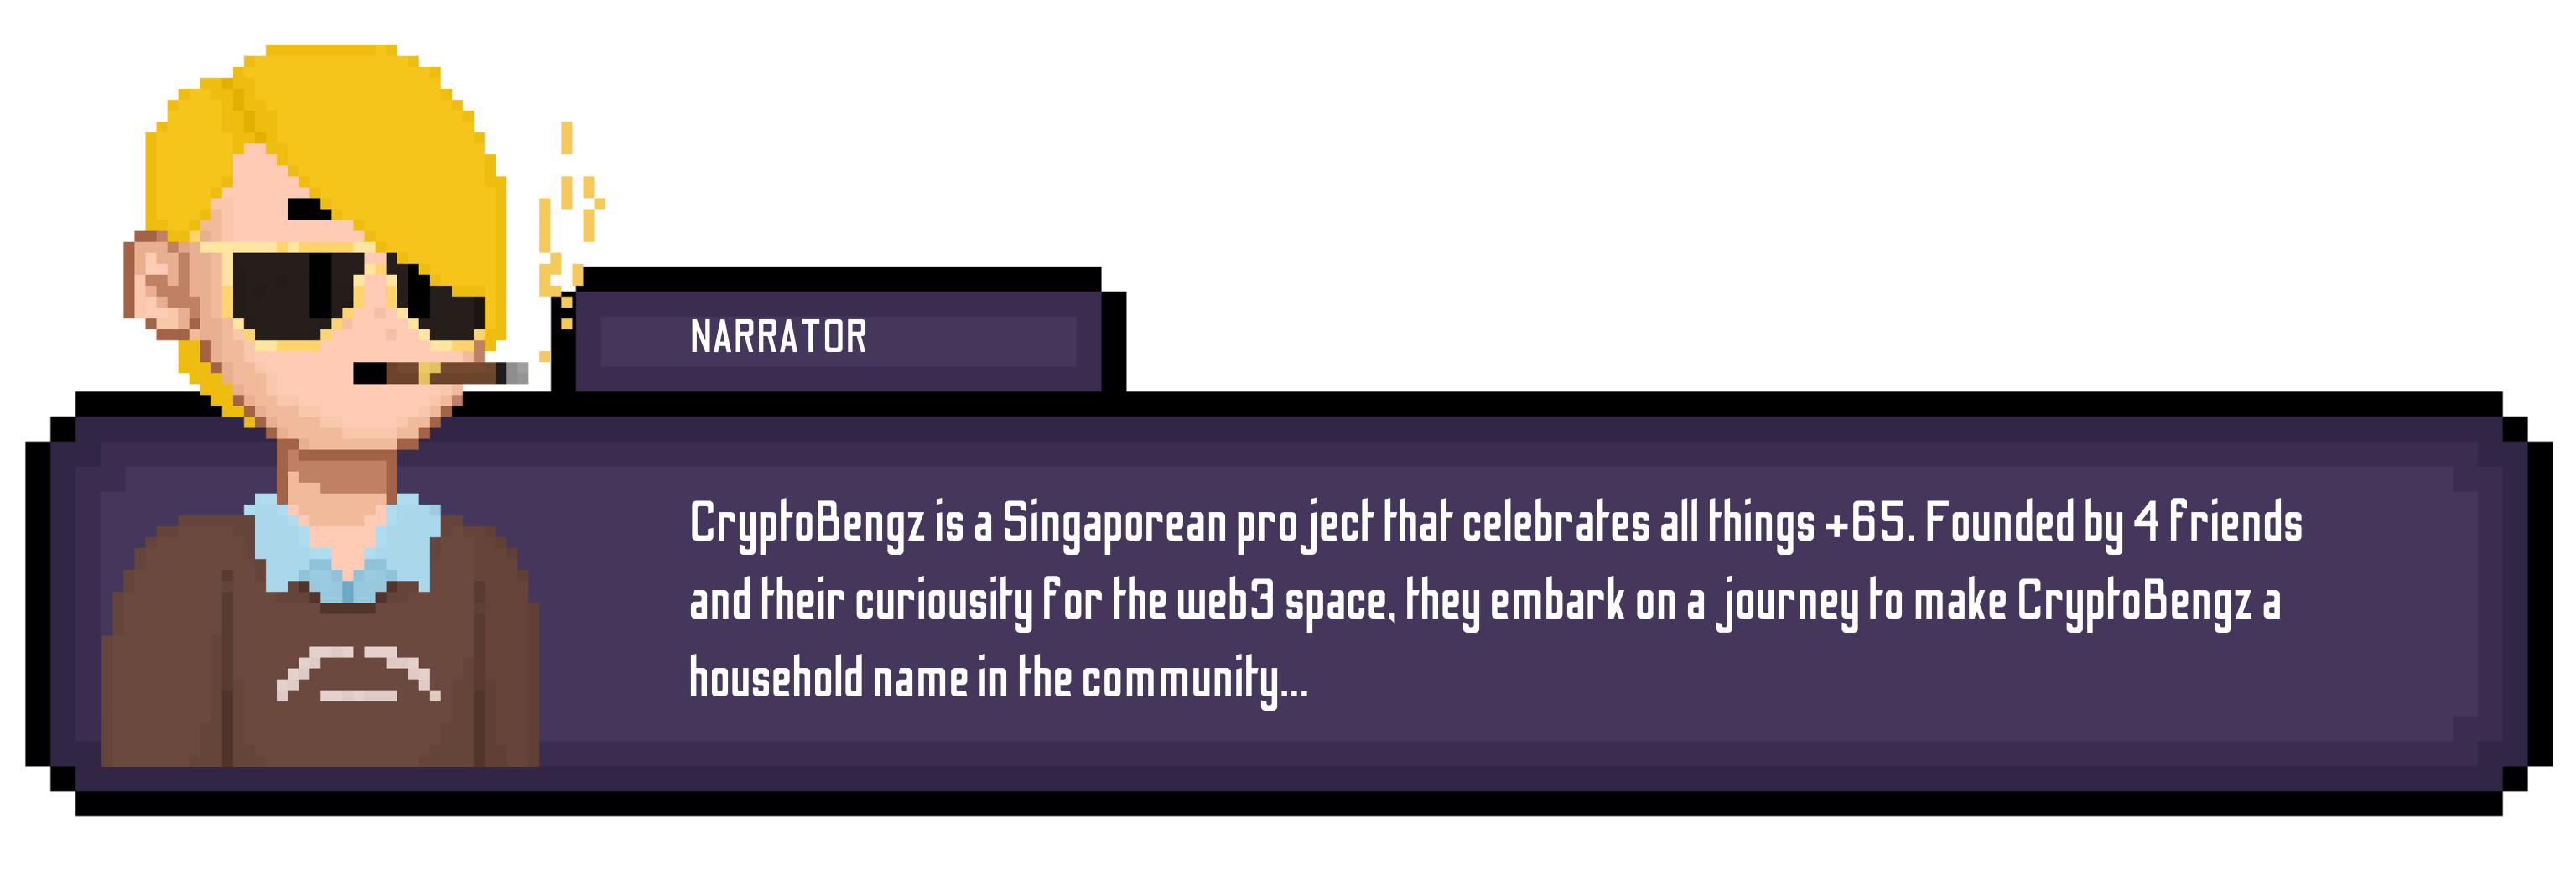 NARRATOR
CryptoBengz is a Singaporean project that celebrates all things +65. Founded by 4 friends
and their curiousity for the web3 space, they embark on a journey to make CryptoBengz a
household name in the community...